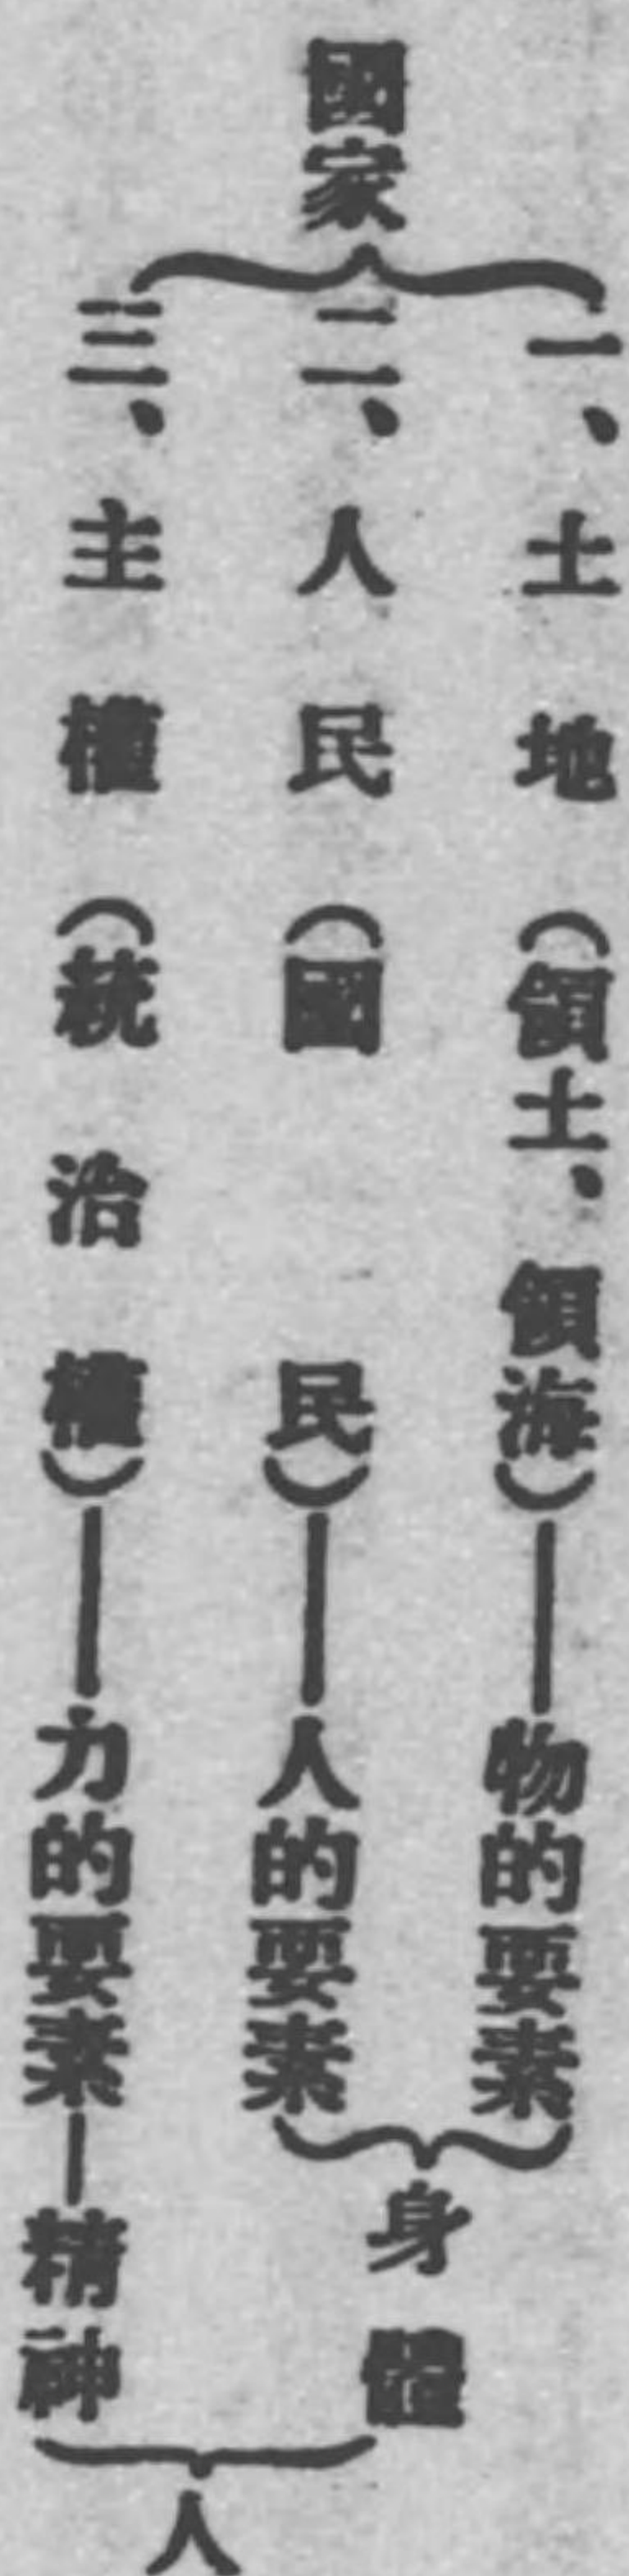 國家
一、土地(領土、領海)——物的要素
二、人民(國民)——人的要素
三、主權(統治權)——力的要素—精神
身體
人